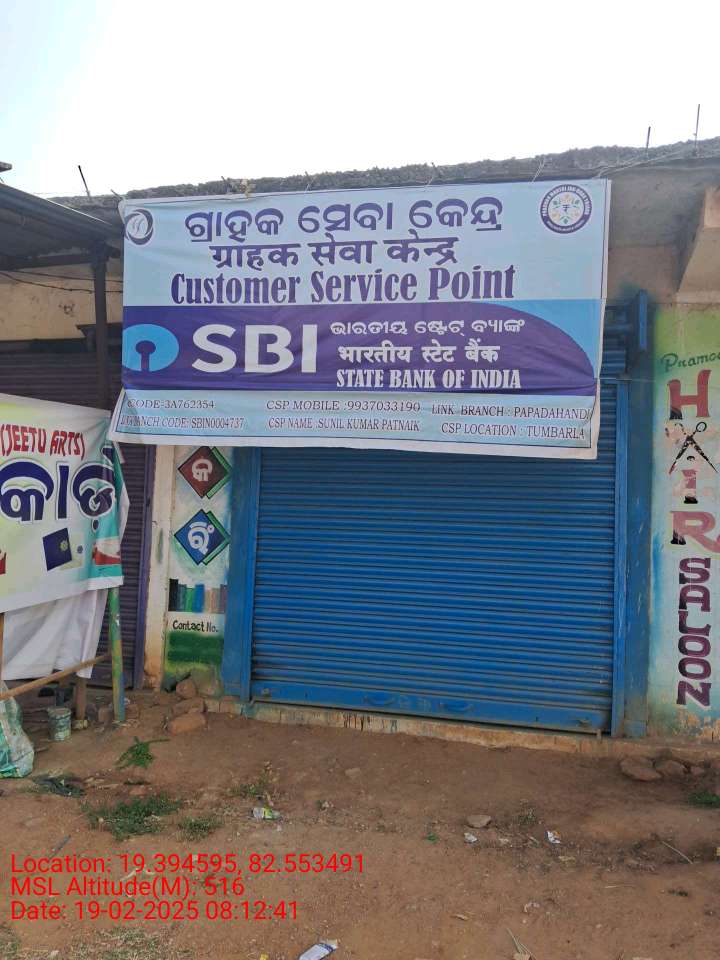 ଗ୍ରାହକ ସେବା କେନ୍ଦ୍ର
ग्राहक सेवा केन्द्र
Customer Service Point
SBI
ଭାରତୀୟ ଷ୍ଟେଟ୍ ବ୍ୟାଙ୍କ
भारतीय स्टेट बैंक
STATE BANK OF INDIA
CODE-3A762354 CSP MOBILE :9937033190 LINK BRANCH : PAPADAHANDI
BRANCH CODE: SBIN0004737 CSP NAME :SUNIL KUMAR PATNAIK CSP LOCATION : TUMBARLA
(JEETU ARTS)
କାର୍ଡ଼
କ
ରିଂ
Contact No.
HAIR
SALOON
Location: 19.394595, 82.553491
MSL Altitude(M): 516
Date: 19-02-2025 08:12:41